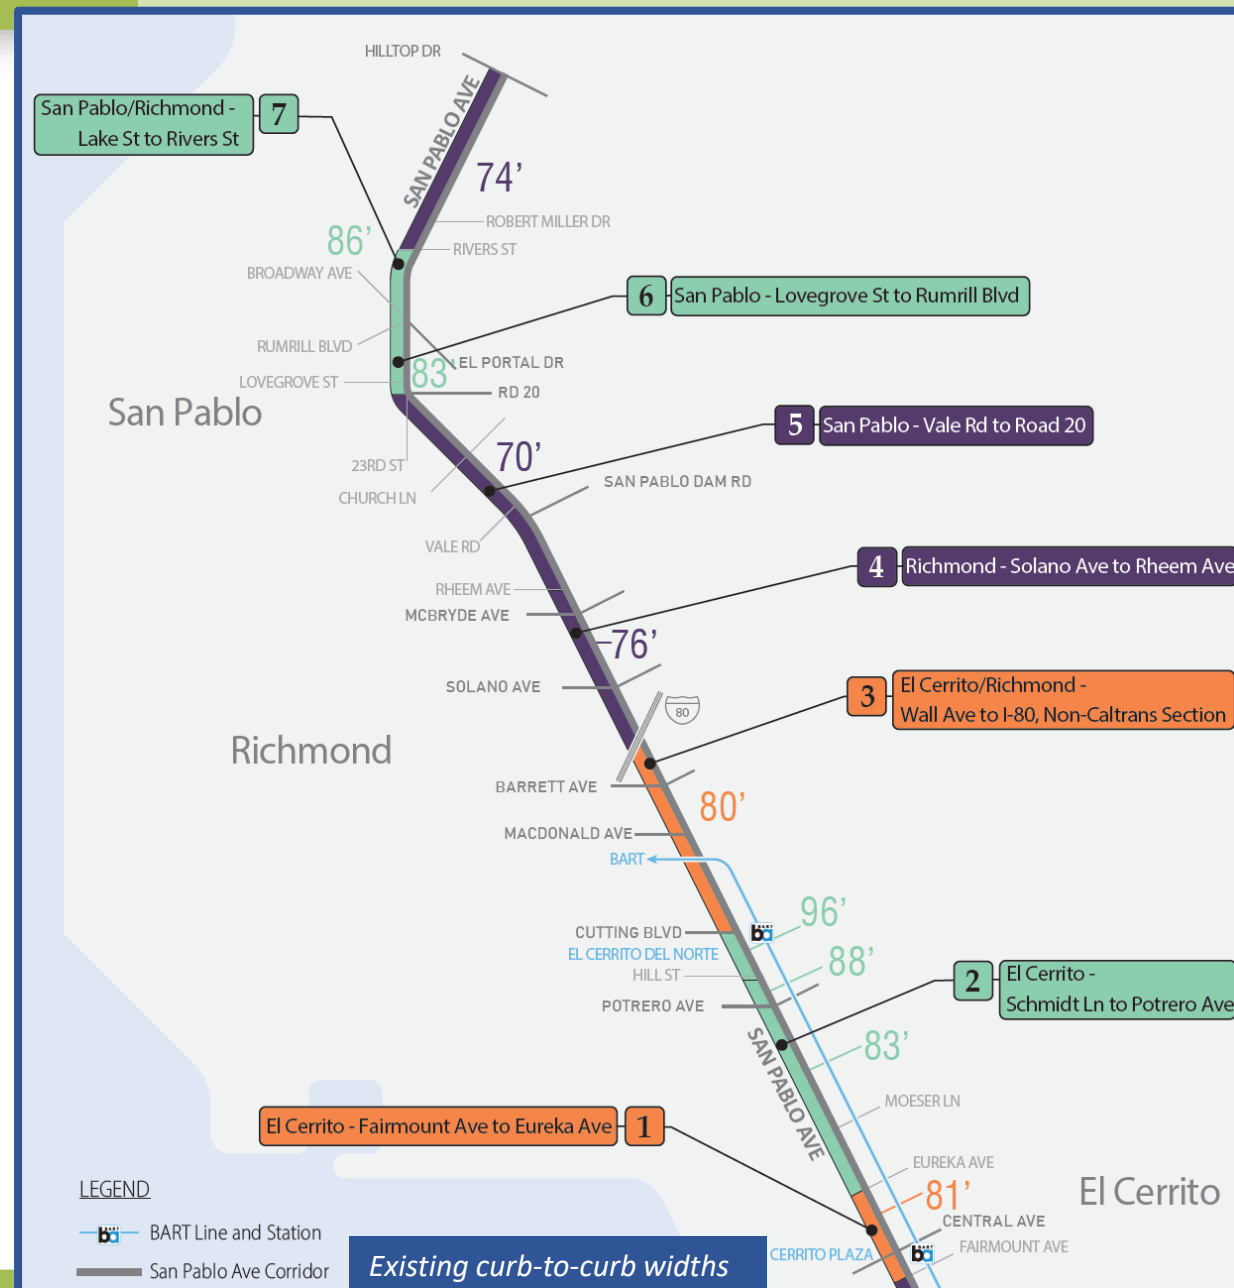 HILLTOP DR
San Pablo/Richmond -
Lake St to Rivers St
7
SAN PABLO AVE
74’
ROBERT MILLER DR
86’
RIVERS ST
BROADWAY AVE
6
San Pablo - Lovegrove St to Rumrill Blvd
RUMRILL BLVD
EL PORTAL DR
83’
LOVEGROVE ST
RD 20
San Pablo
5
San Pablo - Vale Rd to Road 20
70’
23RD ST
SAN PABLO DAM RD
CHURCH LN
VALE RD
4
Richmond - Solano Ave to Rheem Ave
RHEEM AVE
MCBRYDE AVE
76’
SOLANO AVE
3
El Cerrito/Richmond -
Wall Ave to I-80, Non-Caltrans Section
80
Richmond
BARRETT AVE
80’
MACDONALD AVE
BART
96’
CUTTING BLVD
BART
ba
EL CERRITO DEL NORTE
88’
HILL ST
2
El Cerrito -
Schmidt Ln to Potrero Ave
POTRERO AVE
SAN PABLO AVE
83’
MOESER LN
El Cerrito - Fairmount Ave to Eureka Ave
1
EUREKA AVE
81’
El Cerrito
CENTRAL AVE
FAIRMOUNT AVE
CERRITO PLAZA
BART
ba
LEGEND
BART
ba
BART Line and Station
San Pablo Ave Corridor
Existing curb-to-curb widths